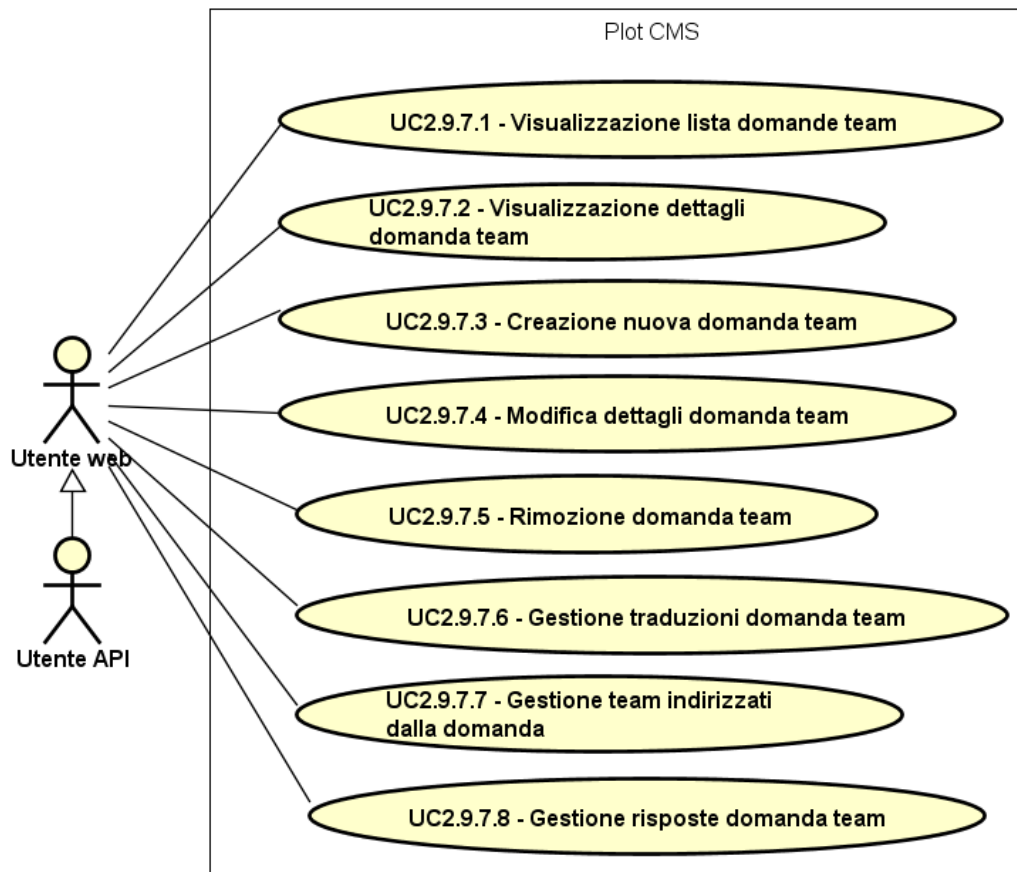 Plot CMS
UC2.9.7.1 - Visualizzazione lista domande team
UC2.9.7.2 - Visualizzazione dettagli
domanda team
UC2.9.7.3 - Creazione nuova domanda team
UC2.9.7.4 - Modifica dettagli domanda team
Utente web
UC2.9.7.5 - Rimozione domanda team
UC2.9.7.6 - Gestione traduzioni domanda team
Utente API
UC2.9.7.7 - Gestione team indirizzati
dalla domanda
UC2.9.7.8 - Gestione risposte domanda team